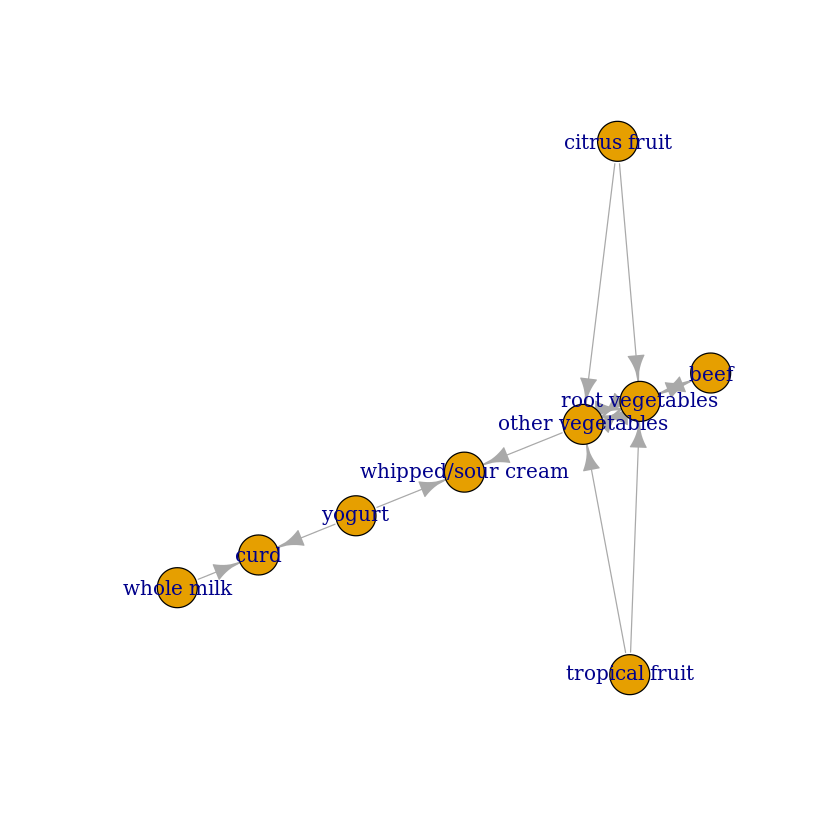 citrus fruit
beef
root vegetables
other vegetables
whipped/sour cream
yogurt
curd
whole milk
tropical fruit